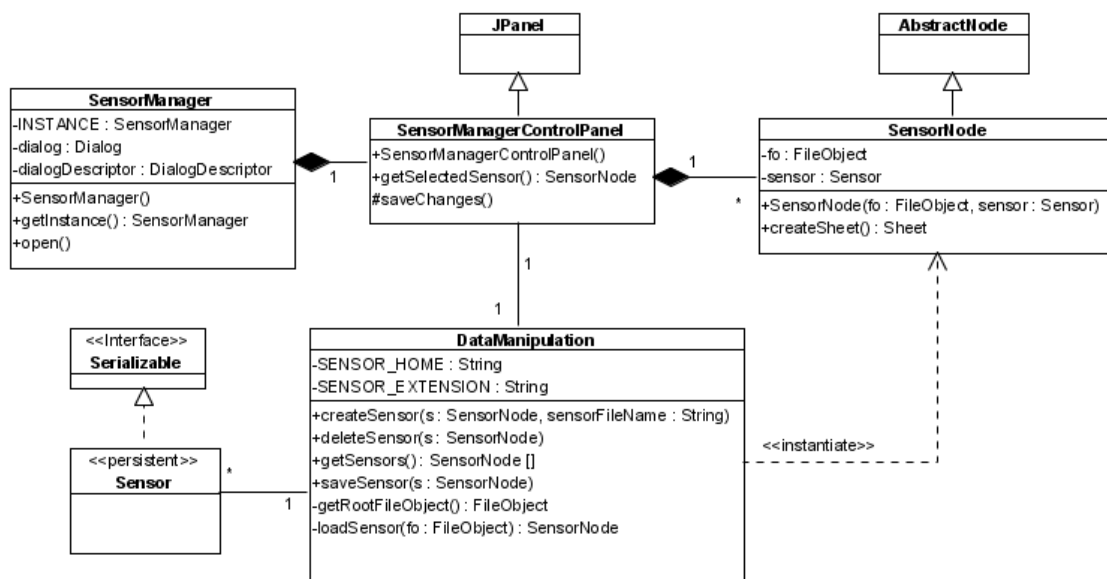 JPanel
AbstractNode
SensorManager
-INSTANCE : SensorManager
-dialog : Dialog
-dialogDescriptor : DialogDescriptor
+SensorManager()
+getInstance() : SensorManager
+open()
1
SensorManagerControlPanel
+SensorManagerControlPanel()
+getSelectedSensor() : SensorNode
#saveChanges()
1
*
SensorNode
-fo : FileObject
-sensor : Sensor
+SensorNode(fo : FileObject, sensor : Sensor)
+createSheet() : Sheet
1
1
<<Interface>>
Serializable
<<persistent>>
Sensor
*
1
DataManipulation
-SENSOR_HOME : String
-SENSOR_EXTENSION : String
+createSensor(s : SensorNode, sensorFileName : String)
+deleteSensor(s : SensorNode)
+getSensors() : SensorNode []
+saveSensor(s : SensorNode)
-getRootFileObject() : FileObject
-loadSensor(fo : FileObject) : SensorNode
<<instantiate>>